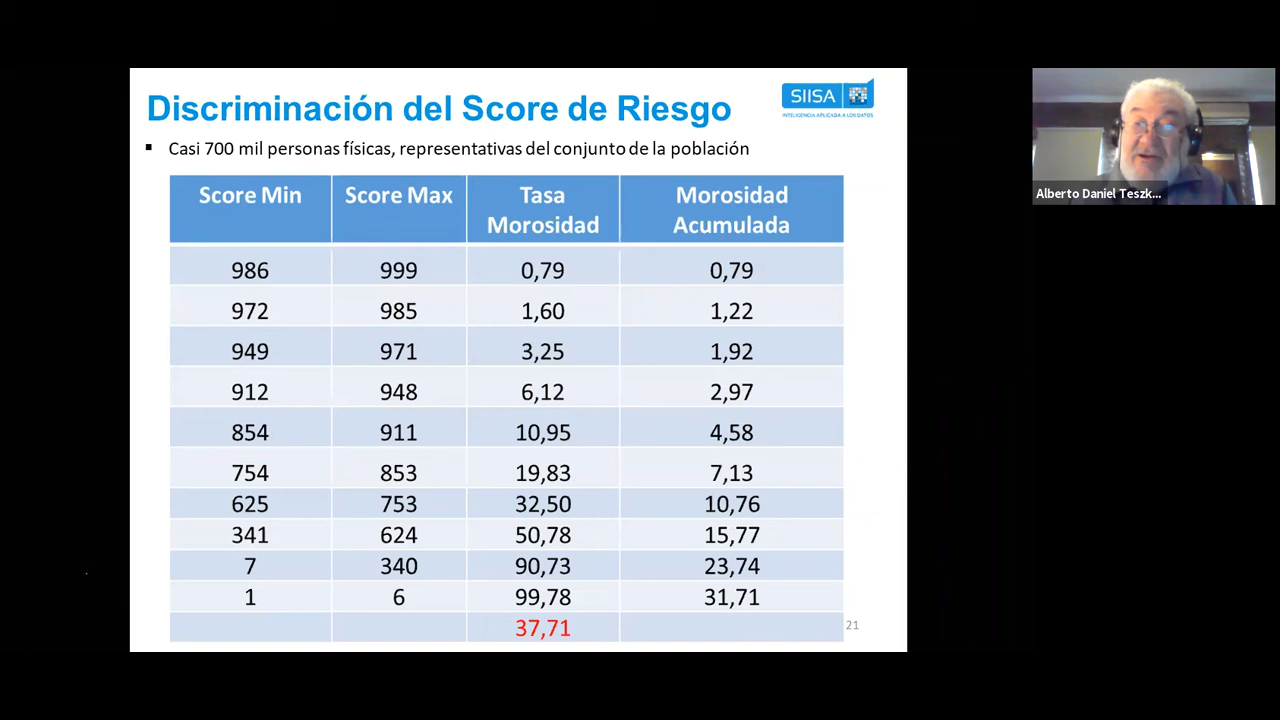 Discriminación del Score de Riesgo
SIISA
INTELIGENCIA APLICADA A LOS DATOS
▪ Casi 700 mil personas físicas, representativas del conjunto de la población
Score Min Score Max Tasa Morosidad Morosidad Acumulada
986 999 0,79 0,79
972 985 1,60 1,22
949 971 3,25 1,92
912 948 6,12 2,97
854 911 10,95 4,58
754 853 19,83 7,13
625 753 32,50 10,76
341 624 50,78 15,77
7 340 90,73 23,74
1 6 99,78 31,71
37,71
21
Alberto Daniel Teszk...